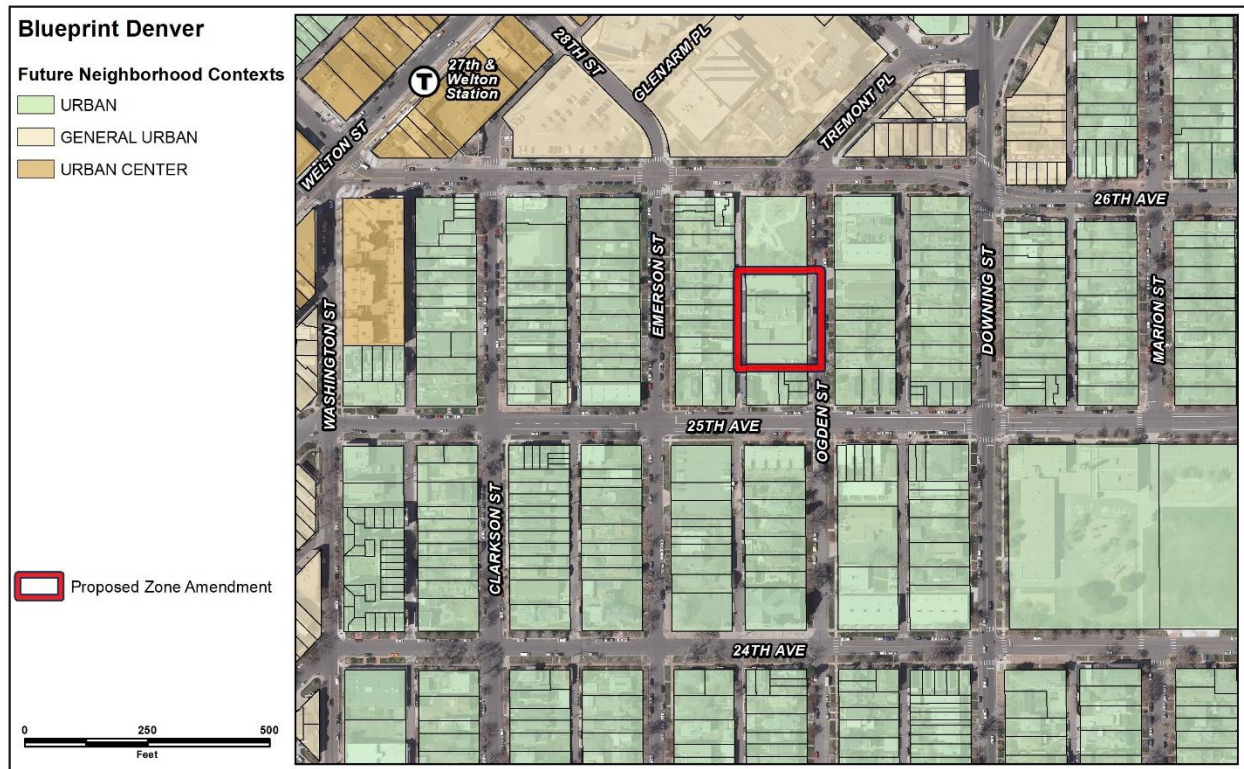 Blueprint Denver
Future Neighborhood Contexts
URBAN
GENERAL URBAN
URBAN CENTER
Proposed Zone Amendment
0 250 500
Feet
T
27th &
Welton
Station
28TH ST
GLENARM PL
TREMONT PL
WELTON ST
26TH AVE
WASHINGTON ST
EMERSON ST
DOWNING ST
MARION ST
OGDEN ST
25TH AVE
CLARKSON ST
24TH AVE